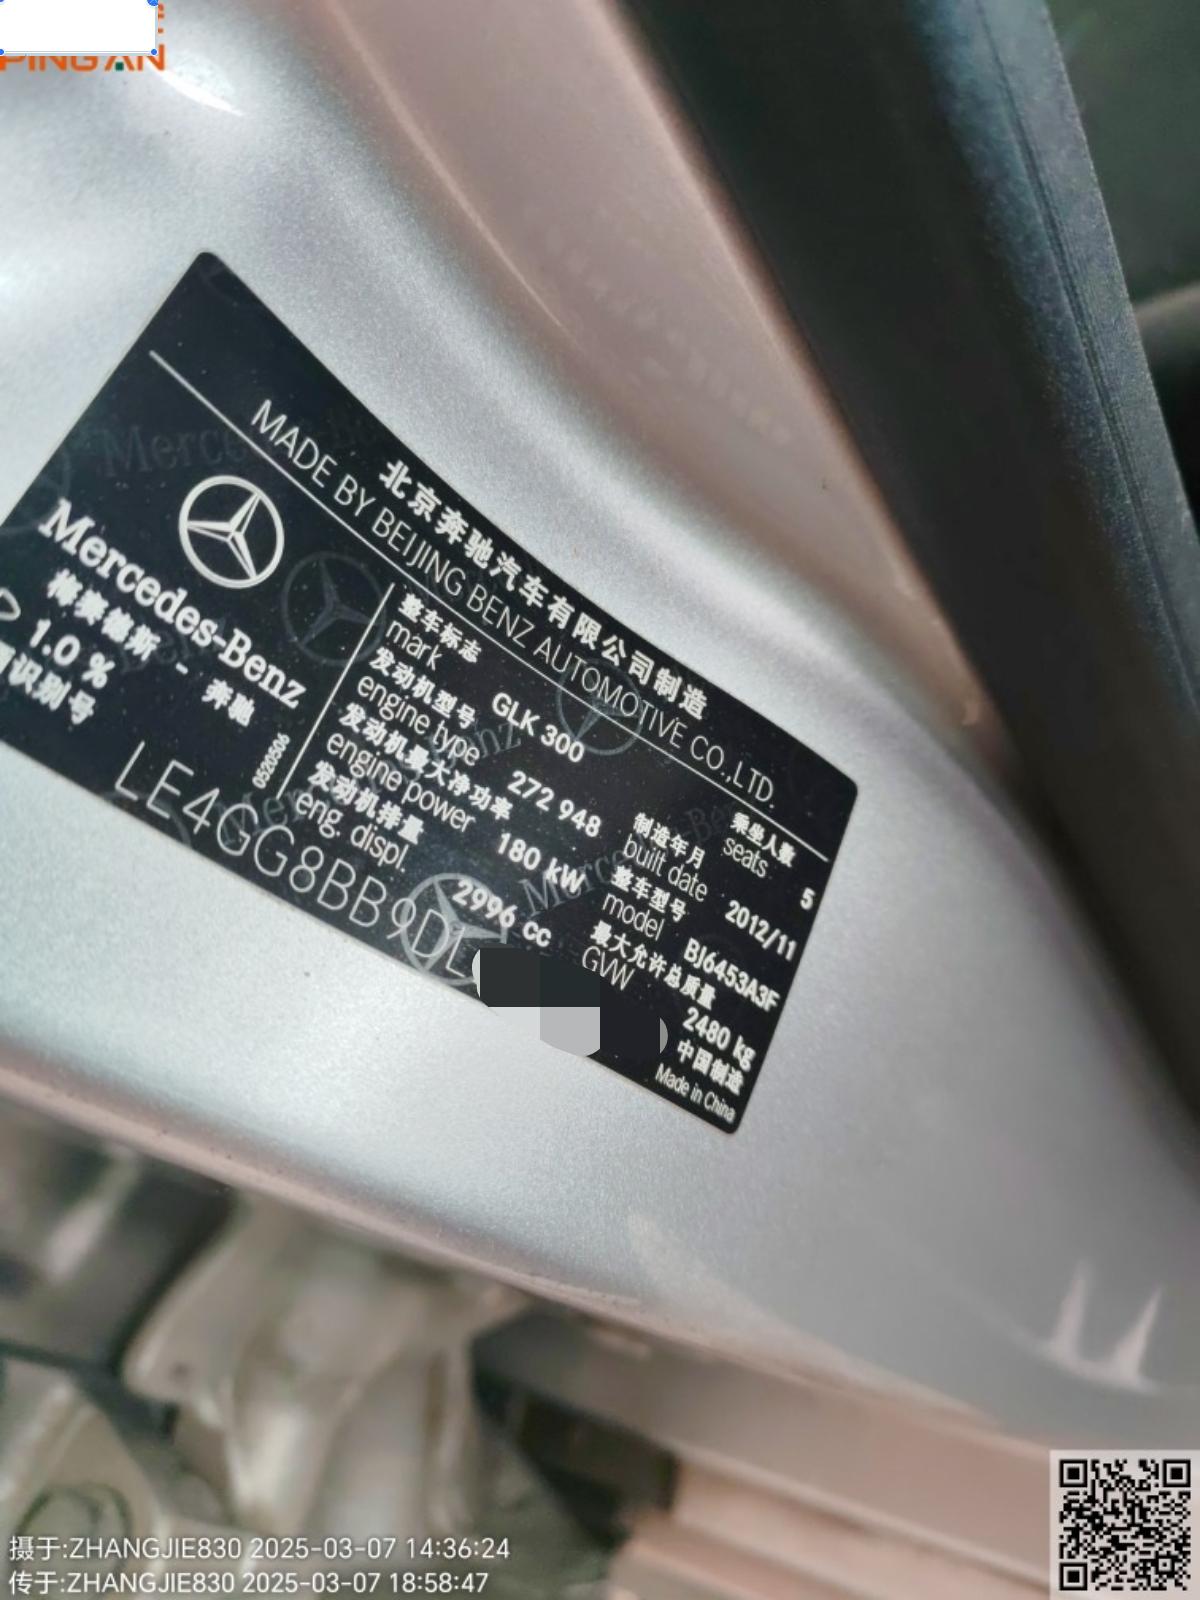 PING AN
北京奔驰汽车有限公司制造
MADE BY BEIJING BENZ AUTOMOTIVE CO.,LTD.
Mercedes-Benz
梅赛德斯 - 奔驰
1.0 %
识别号
0520506
LE4GG8BB9DL
整车标志
mark
GLK 300
发动机型号
engine type
272 948
发动机最大净功率
engine power
180 kW
发动机排量
eng. displ.
2996 cc
乘坐人数
seats
5
制造年月
built date
2012/11
整车型号
model
BJ6453A3F
最大允许总质量
GVW
2480 kg
中国制造
Made in China
摄于:ZHANGJIE830 2025-03-07 14:36:24
传于:ZHANGJIE830 2025-03-07 18:58:47